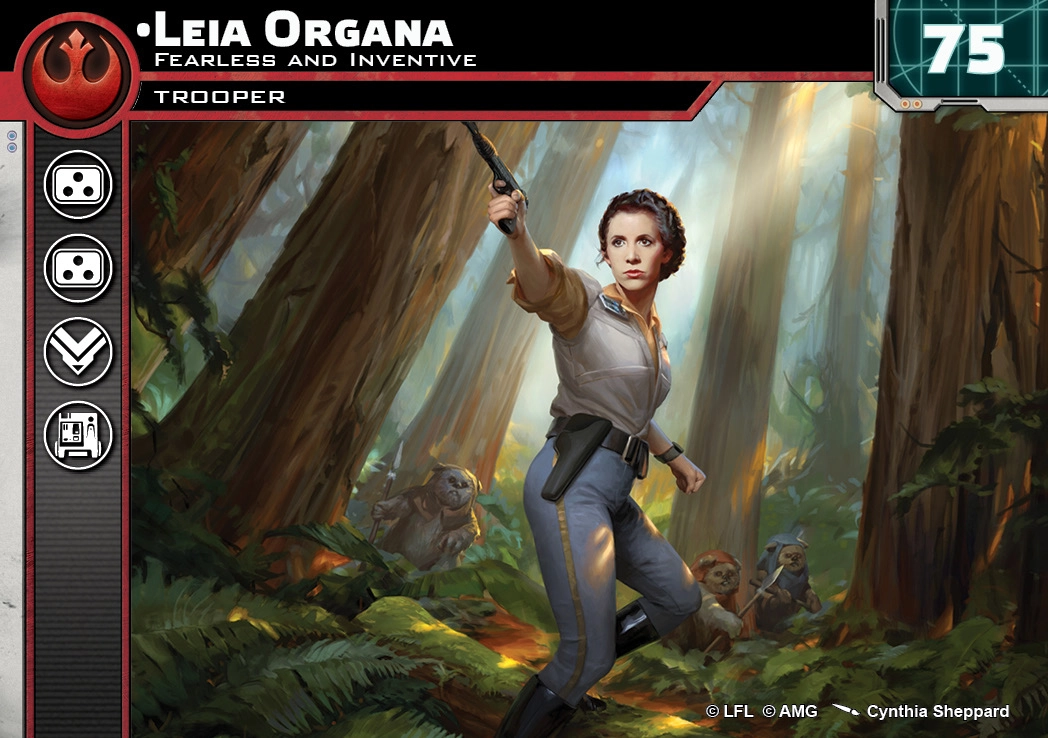 •LEIA ORGANA
FEARLESS AND INVENTIVE
75
TROOPER
© LFL © AMG Cynthia Sheppard